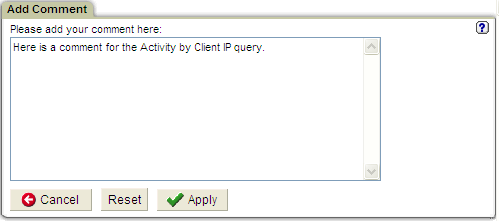 Add Comment
Please add your comment here:
?
Here is a comment for the Activity by Client IP query.
Cancel
Reset
Apply